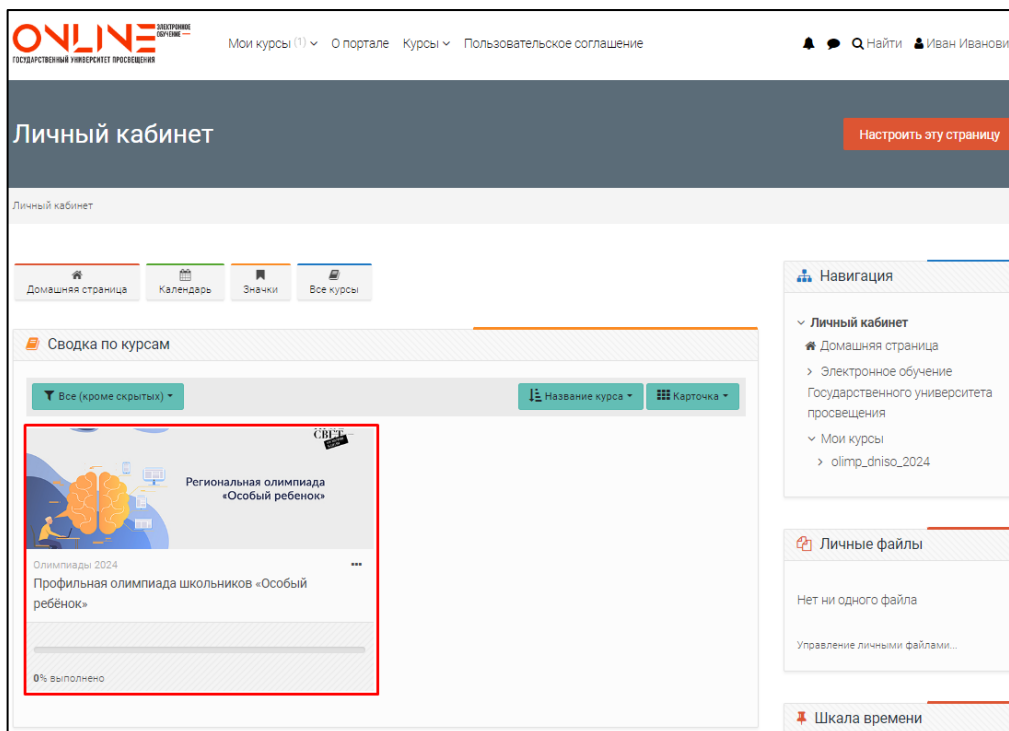 ONLINE
ЭЛЕКТРОННОЕ
ОБУЧЕНИЕ —
ГОСУДАРСТВЕННЫЙ УНИВЕРСИТЕТ ПРОСВЕЩЕНИЯ
Мои курсы (1) О портале Курсы Пользовательское соглашение
Найти Иван Иванови
Личный кабинет
Настроить эту страницу
Личный кабинет
Домашняя страница
Календарь
Значки
Все курсы
Сводка по курсам
Все (кроме скрытых)
Название курса
Карточка
СВЕТ
Региональная олимпиада
«Особый ребенок»
Олимпиады 2024
Профильная олимпиада школьников «Особый
ребёнок»
0% выполнено
Навигация
Личный кабинет
Домашняя страница
Электронное обучение
Государственного университета
просвещения
Мои курсы
olimp_dniso_2024
Личные файлы
Нет ни одного файла
Управление личными файлами...
Шкала времени